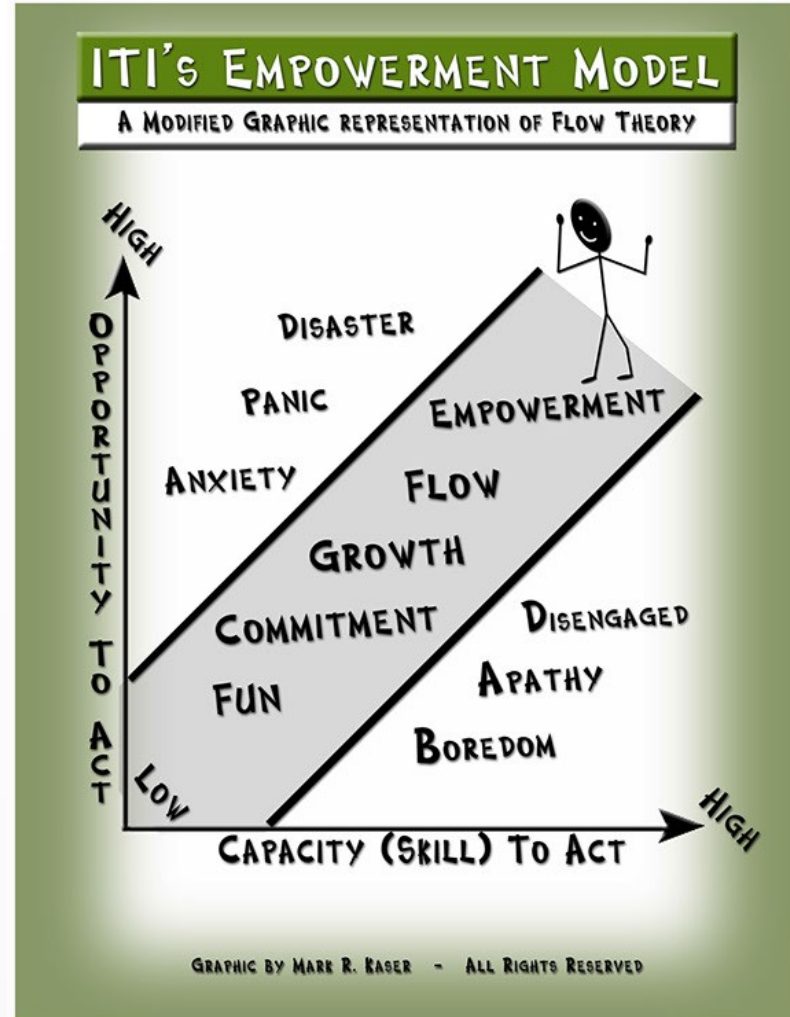 ITI's Empowerment Model
A Modified Graphic representation of Flow Theory
High
Opportunity To Act
Disaster
Panic
Anxiety
Empowerment
Flow
Growth
Commitment
Fun
Disengaged
Apathy
Boredom
Low
High
Capacity (Skill) To Act
Graphic by Mark R. Kaser - All Rights Reserved